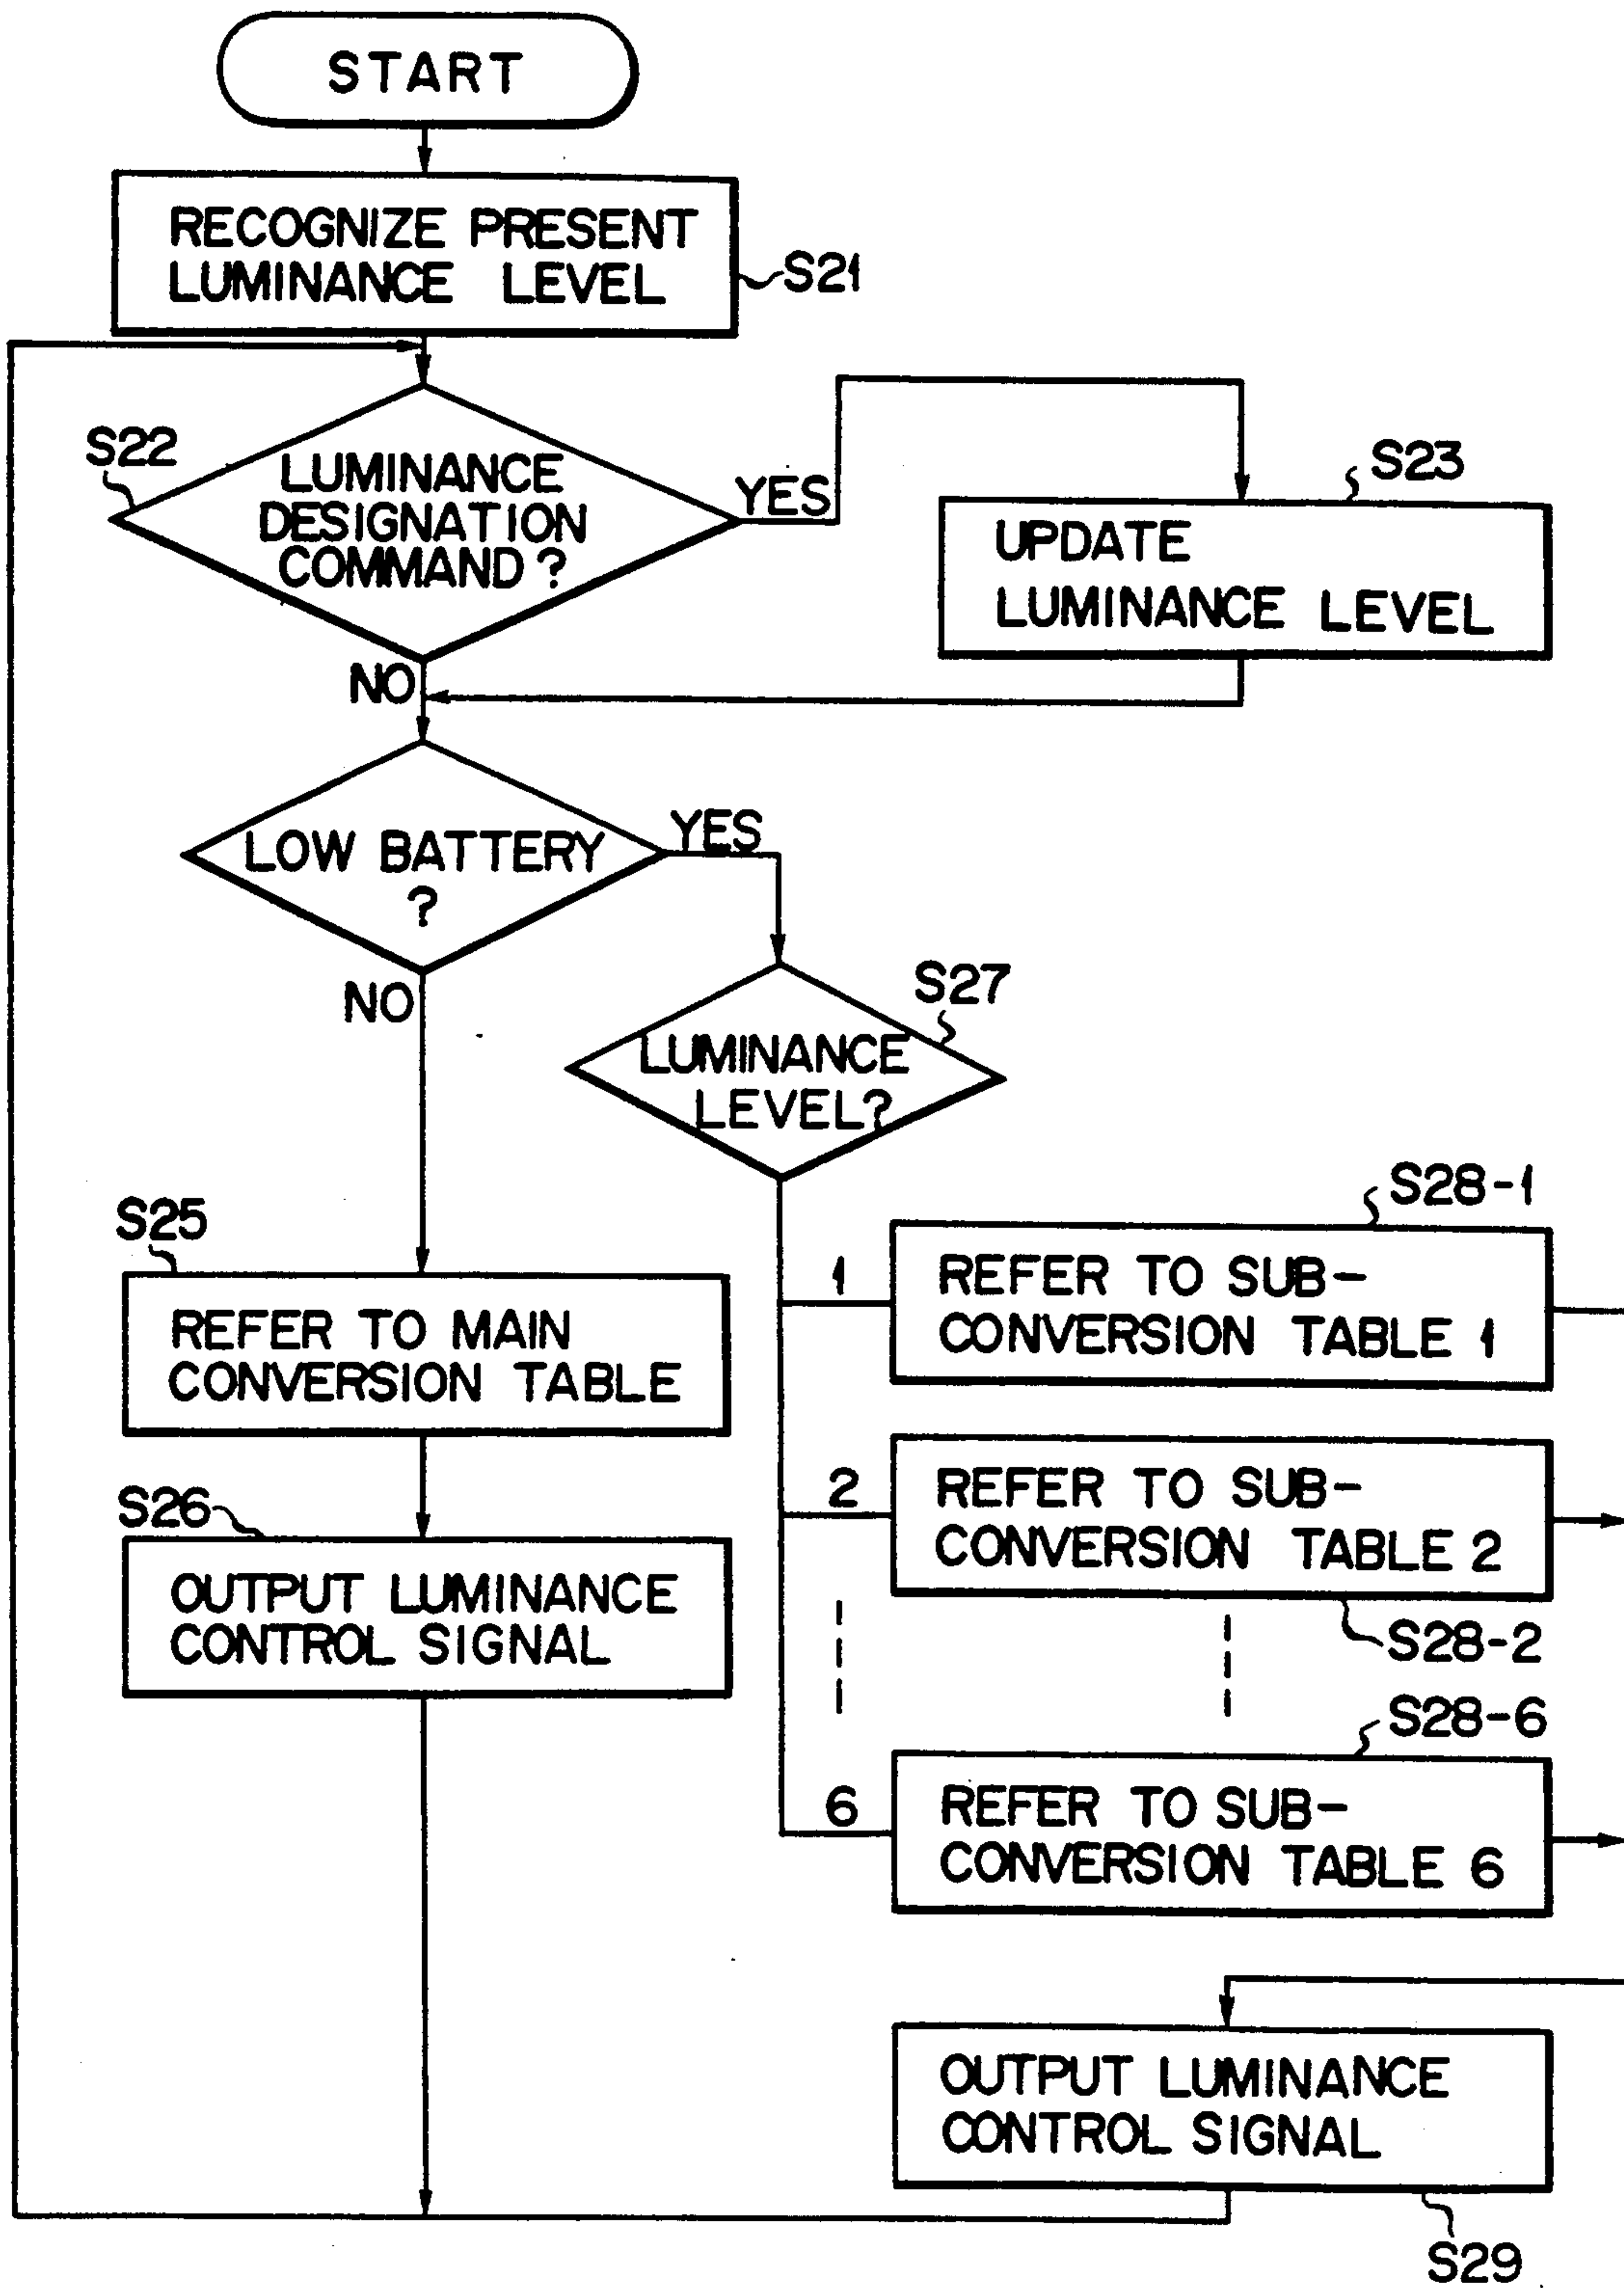 START
RECOGNIZE PRESENT
LUMINANCE LEVEL
S21
S22
LUMINANCE
DESIGNATION
COMMAND?
YES
S23
UPDATE
LUMINANCE LEVEL
NO
LOW BATTERY
?
YES
NO
S27
LUMINANCE
LEVEL?
S25
REFER TO MAIN
CONVERSION TABLE
S28-1
1
REFER TO SUB-
CONVERSION TABLE 1
2
REFER TO SUB-
CONVERSION TABLE 2
S28-2
S26
OUTPUT LUMINANCE
CONTROL SIGNAL
S28-6
6
REFER TO SUB-
CONVERSION TABLE 6
OUTPUT LUMINANCE
CONTROL SIGNAL
S29